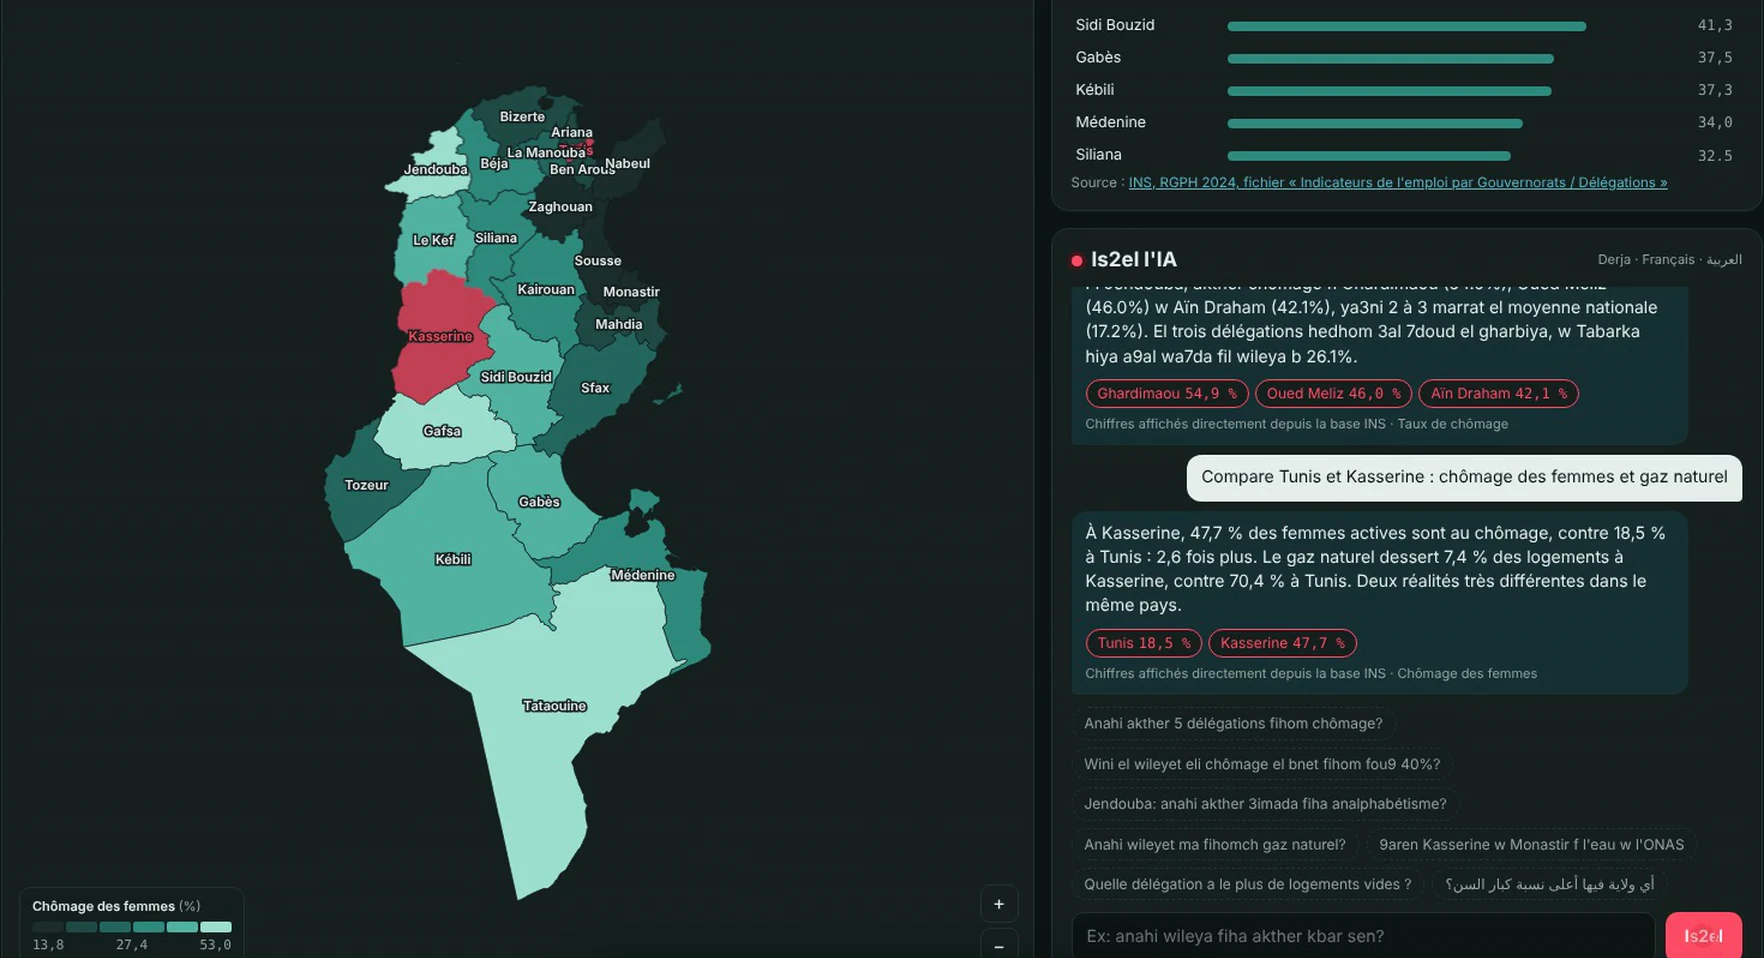 Bizerte
Ariana
La Manouba
Béja
Ben Arous
Nabeul
Jendouba
Zaghouan
Le Kef
Siliana
Sousse
Kairouan
Monastir
Mahdia
Kasserine
Sidi Bouzid
Sfax
Gafsa
Tozeur
Gabès
Kébili
Médenine
Tataouine
Chômage des femmes (%)
13,8 27,4 53,0
+
−
Sidi Bouzid 41,3
Gabès 37,5
Kébili 37,3
Médenine 34,0
Siliana 32.5
Source : INS, RGPH 2024, fichier « Indicateurs de l'emploi par Gouvernorats / Délégations »
Is2el l'IA
Derja · Français · العربية
(46.0%) w Aïn Draham (42.1%), ya3ni 2 à 3 marrat el moyenne nationale
(17.2%). El trois délégations hedhom 3al 7doud el gharbiya, w Tabarka
hiya a9al wa7da fil wileya b 26.1%.
Ghardimaou 54,9 % Oued Meliz 46,0 % Aïn Draham 42,1 %
Chiffres affichés directement depuis la base INS · Taux de chômage
Compare Tunis et Kasserine : chômage des femmes et gaz naturel
À Kasserine, 47,7 % des femmes actives sont au chômage, contre 18,5 %
à Tunis : 2,6 fois plus. Le gaz naturel dessert 7,4 % des logements à
Kasserine, contre 70,4 % à Tunis. Deux réalités très différentes dans le
même pays.
Tunis 18,5 % Kasserine 47,7 %
Chiffres affichés directement depuis la base INS · Chômage des femmes
Anahi akther 5 délégations fihom chômage?
Wini el wileyet eli chômage el bnet fihom fou9 40%?
Jendouba: anahi akther 3imada fiha analphabétisme?
Anahi wileyet ma fihomch gaz naturel? 9aren Kasserine w Monastir f l'eau w l'ONAS
Quelle délégation a le plus de logements vides ? أي ولاية فيها أعلى نسبة كبار السن؟
Ex: anahi wileya fiha akther kbar sen?
Is2el